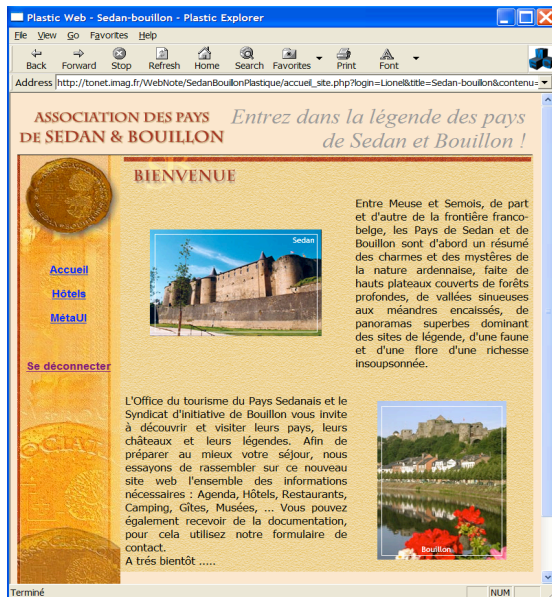 Plastic Web - Sedan-bouillon - Plastic Explorer
File View Go Favorites Help
Back Forward Stop Refresh Home Search Favorites Print Font
Address http://tonet.imag.fr/WebNote/SedanBouillonPlastique/accueil_site.php?login=Lionel&title=Sedan-bouillon&contenu=
ASSOCIATION DES PAYS
DE SEDAN & BOUILLON
Entrez dans la légende des pays
de Sedan et Bouillon !
BIENVENUE
Accueil
Hôtels
MétaUI
Se déconnecter
Sedan
Entre Meuse et Semois, de part
et d'autre de la frontière franco-
belge, les Pays de Sedan et de
Bouillon sont d'abord un résumé
des charmes et des mystères de
la nature ardennaise, faite de
hauts plateaux couverts de forêts
profondes, de vallées sinueuses
aux méandres encaissés, de
panoramas superbes dominant
des sites de légende, d'une faune
et d'une flore d'une richesse
insoupsonnée.
L'Office du tourisme du Pays Sedanais et le
Syndicat d'initiative de Bouillon vous invite
à découvrir et visiter leurs pays, leurs
châteaux et leurs légendes. Afin de
préparer au mieux votre séjour, nous
essayons de rassembler sur ce nouveau
site web l'ensemble des informations
nécessaires : Agenda, Hôtels, Restaurants,
Camping, Gîtes, Musées, ... Vous pouvez
également recevoir de la documentation,
pour cela utilisez notre formulaire de
contact.
A trés bientôt .....
Bouillon
Terminé
NUM